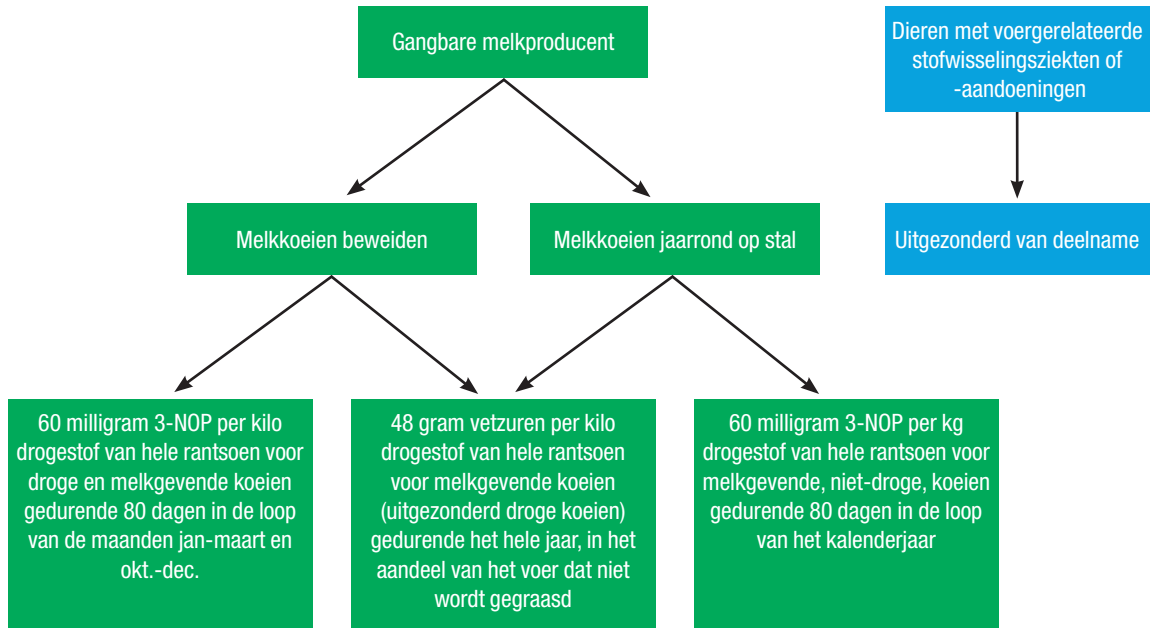 Gangbare melkproducent
Dieren met voergerelateerde
stofwisselingsziekten of
-aandoeningen
Melkkoeien beweiden
Melkkoeien jaarrond op stal
Uitgezonderd van deelname
60 milligram 3-NOP per kilo
drogestof van hele rantsoen voor
droge en melkgevende koeien
gedurende 80 dagen in de loop
van de maanden jan-maart en
okt.-dec.
48 gram vetzuren per kilo
drogestof van hele rantsoen
voor melkgevende koeien
(uitgezonderd droge koeien)
gedurende het hele jaar, in het
aandeel van het voer dat niet
wordt gegraasd
60 milligram 3-NOP per kg
drogestof van hele rantsoen voor
melkgevende, niet-droge, koeien
gedurende 80 dagen in de loop
van het kalenderjaar